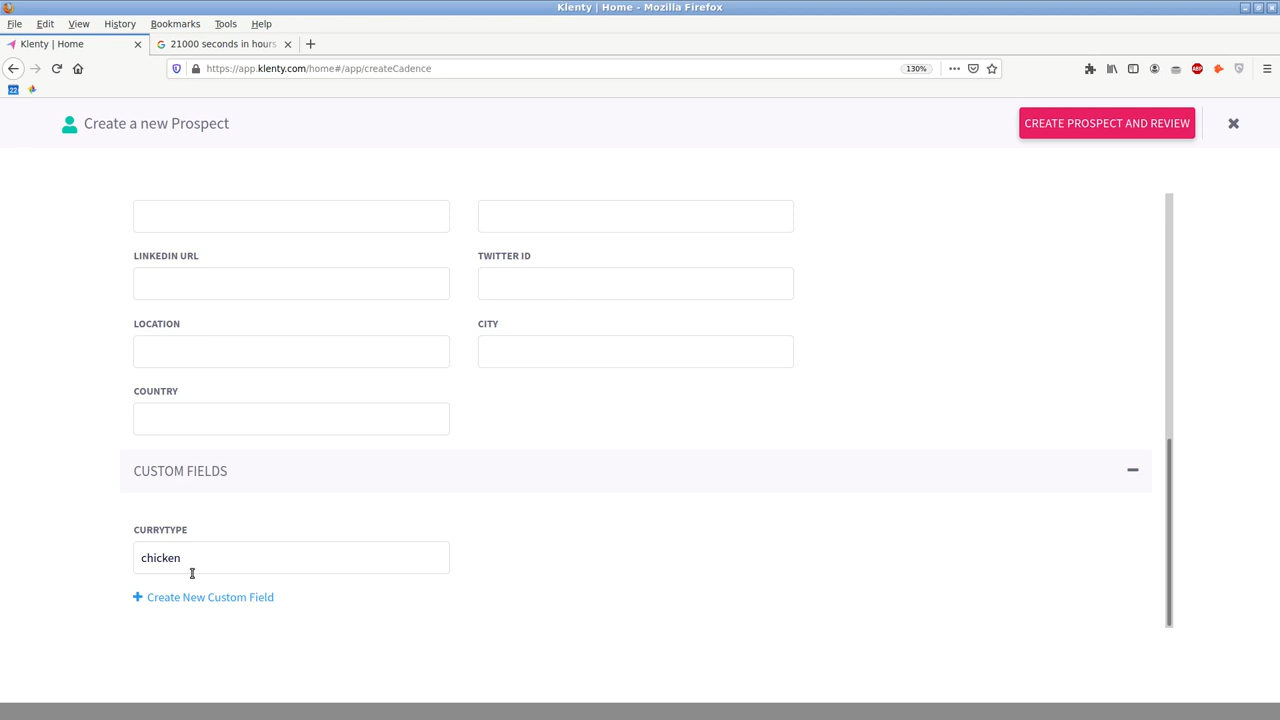 Klenty | Home - Mozilla Firefox
File Edit View History Bookmarks Tools Help
Klenty | Home
21000 seconds in hours
https://app.klenty.com/home#/app/createCadence
130%
22
ABP
Create a new Prospect
CREATE PROSPECT AND REVIEW
LINKEDIN URL TWITTER ID
LOCATION CITY
COUNTRY
CUSTOM FIELDS
CURRYTYPE
chicken
Create New Custom Field